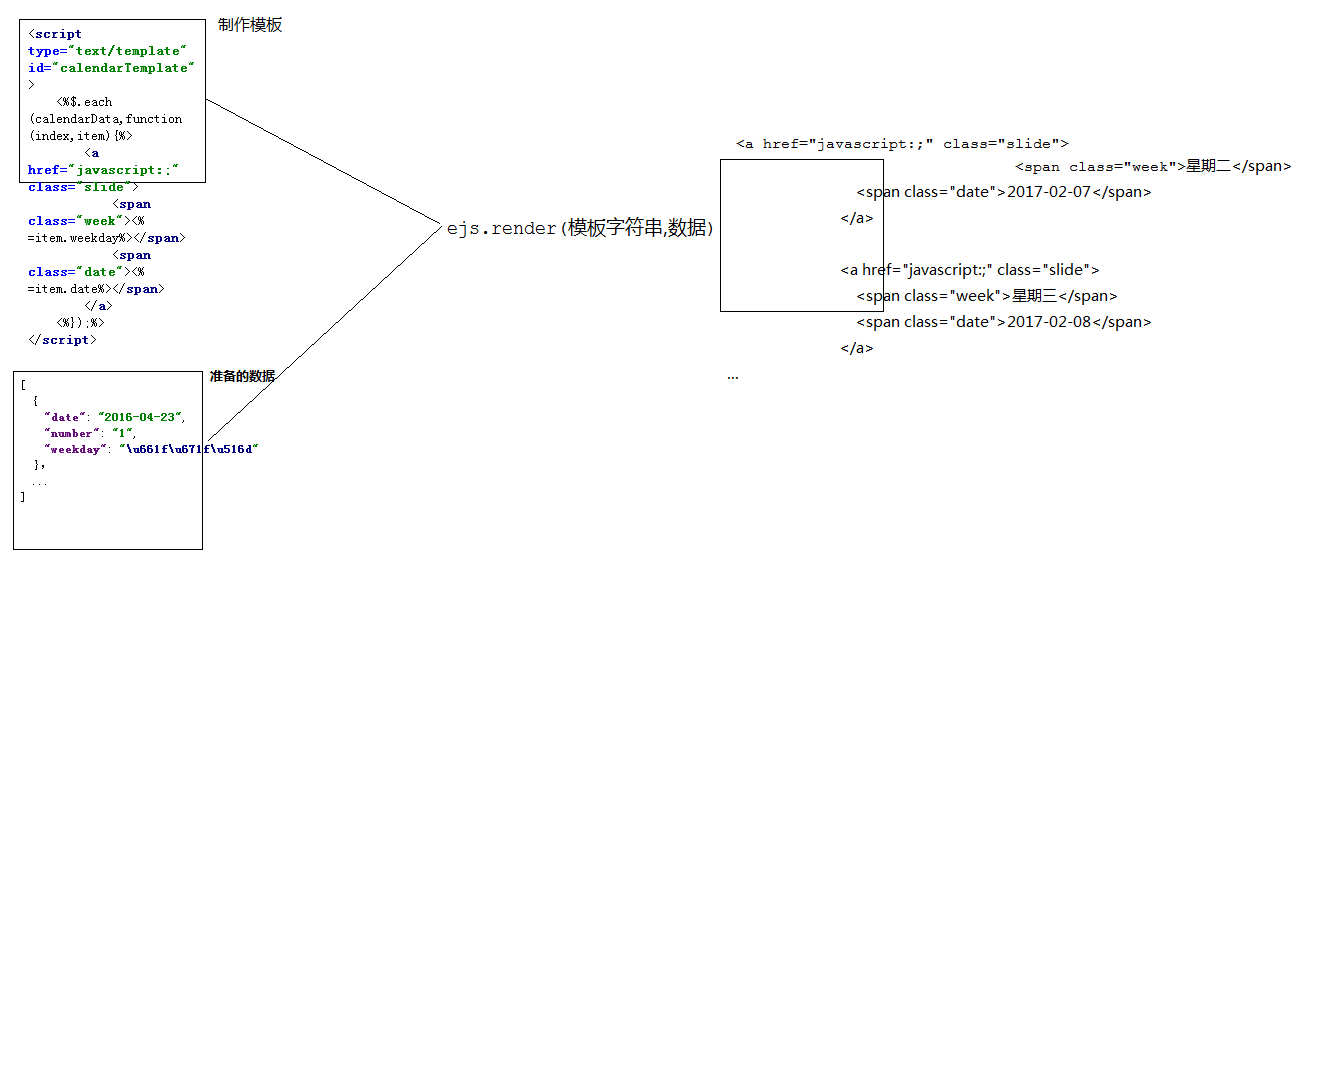 制作模板
<script
type="text/template"
id="calendarTemplate"
>
<%$.each
(calendarData,function
(index,item){%>
<a
href="javascript:;"
class="slide">
<span
class="week"><%
=item.weekday%></span>
<span
class="date"><%
=item.date%></span>
</a>
<%});%>
</script>
准备的数据
[
{
"date": "2016-04-23",
"number": "1",
"weekday": "\u661f\u671f\u516d"
},
...
]
ejs.render(模板字符串,数据)
<a href="javascript:;" class="slide">
<span class="week">星期二</span>
<span class="date">2017-02-07</span>
</a>
<a href="javascript:;" class="slide">
<span class="week">星期三</span>
<span class="date">2017-02-08</span>
</a>
...